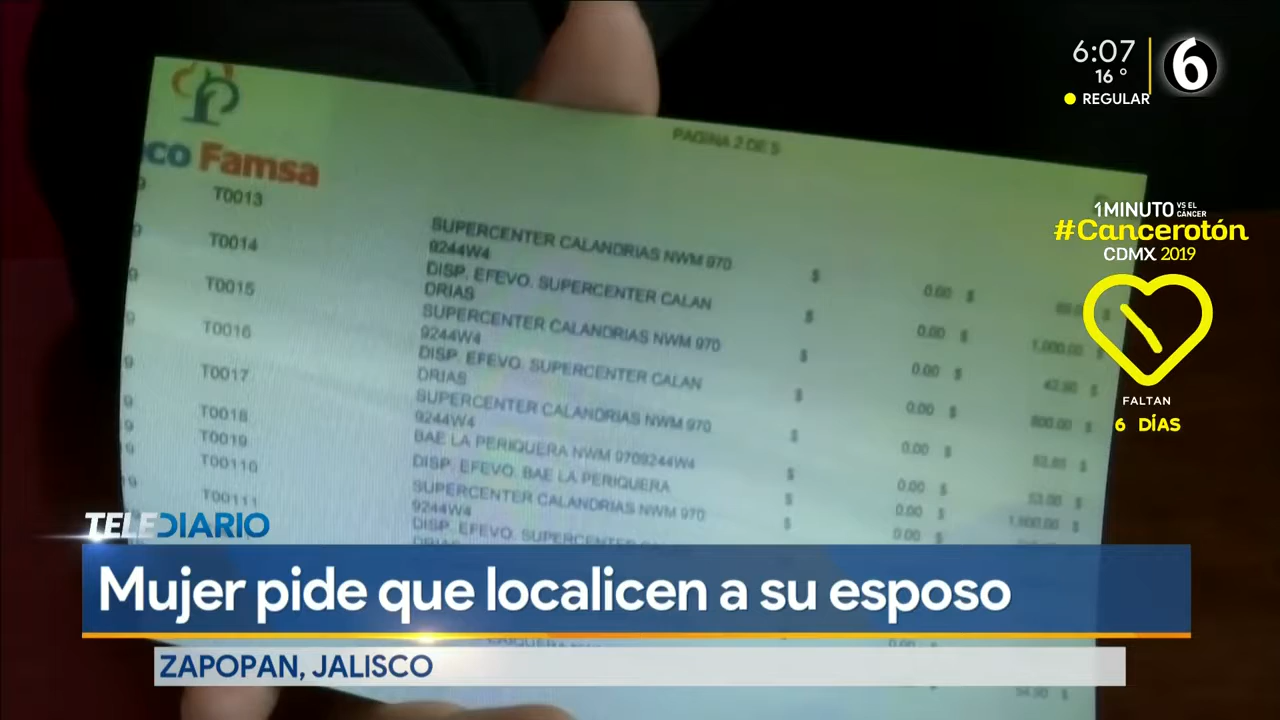 6:07
16 °
REGULAR
6
1 MINUTO VS EL CÁNCER
#Cancerotón
CDMX 2019
FALTAN
6 DÍAS
PAGINA 2 DE 5
co Famsa
T0013
SUPERCENTER CALANDRIAS NWM 970
9244W4
$ 0.00 $
T0014
DISP. EFEVO. SUPERCENTER CALAN
DRIAS
$ 0.00 $ 1,000.00 $
T0015
SUPERCENTER CALANDRIAS NWM 970
9244W4
$ 0.00 $
T0016
DISP. EFEVO. SUPERCENTER CALAN
DRIAS
$ 0.00 $ 800.00 $
T0017
SUPERCENTER CALANDRIAS NWM 970
9244W4
$ 0.00 $
T0018
BAE LA PERIQUERA NWM 9709244W4
$ 0.00 $ 53.00 $
T0019
DISP. EFEVO. BAE LA PERIQUERA
$ 0.00 $
T00110
SUPERCENTER CALANDRIAS NWM 970
9244W4
$ 0.00 $
T00111
DISP. EFEVO. SUPERCENTER CALAN
TELEDIARIO
Mujer pide que localicen a su esposo
ZAPOPAN, JALISCO